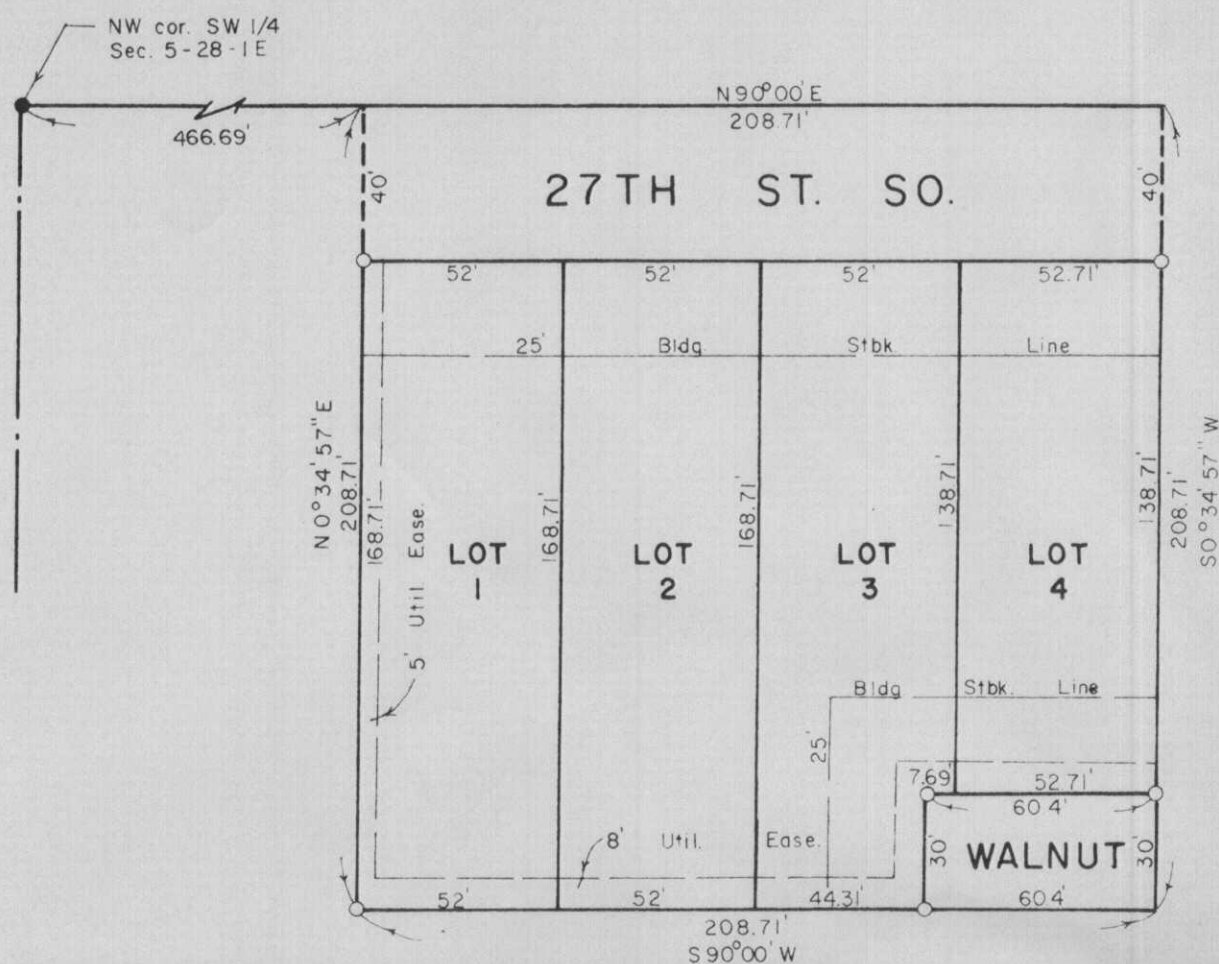 NW cor. SW 1/4
Sec. 5-28-1E
N90°00'E
466.69'
208.71'
40'
27TH ST. SO.
40'
52'
52'
52'
52.71'
25'
Bldg
Stbk
Line
N0°34'57"E
208.71'
168.71'
5' Util Ease.
168.71'
168.71'
138.71'
138.71'
208.71'
S0°34'57"W
LOT
1
LOT
2
LOT
3
LOT
4
Bldg
Stbk.
Line
25'
7.69'
52.71'
60.4'
8'
Util.
Ease.
30'
WALNUT
30'
52'
52'
44.31'
60.4'
208.71'
S90°00'W